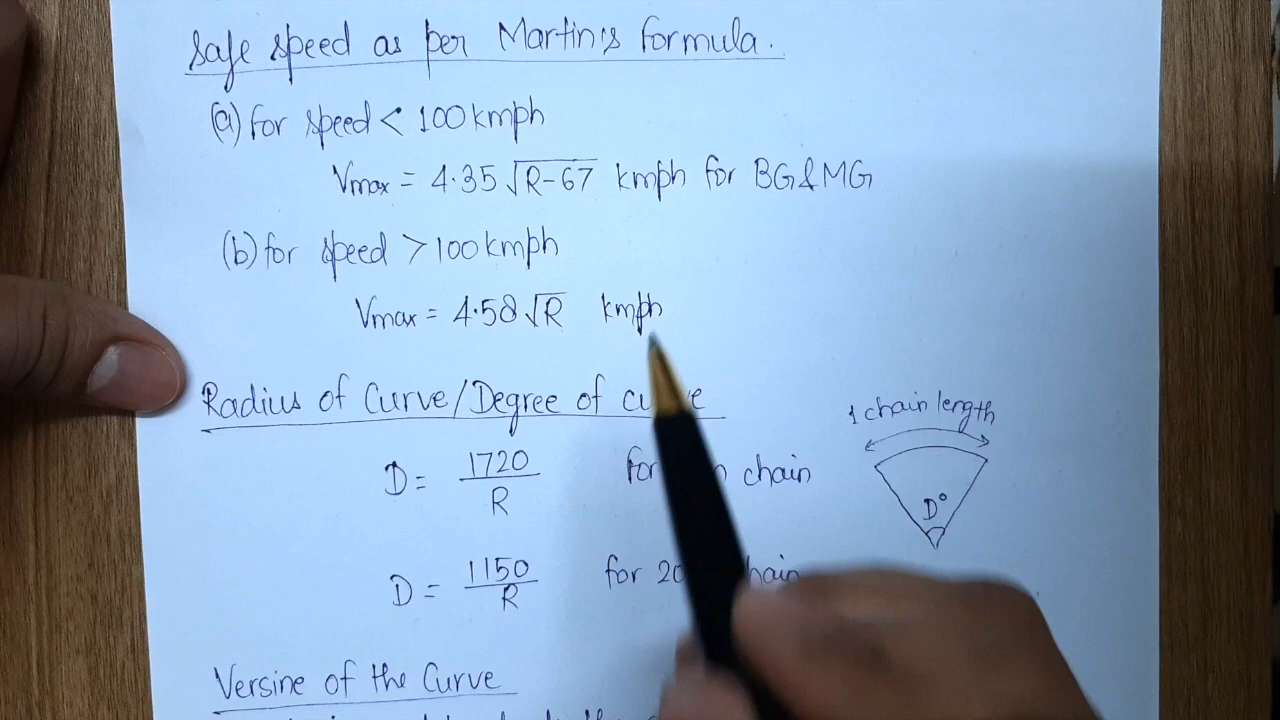 Safe speed as per Martin's formula.
(a) for speed < 100 kmph
Vmax = 4.35 √R-67 kmph for BG & MG
(b) for speed > 100 kmph
Vmax = 4.58 √R kmph
Radius of Curve/Degree of curve
1 chain length
D = 1720/R for chain
D°
D = 1150/R for 20 chain
Versine of the Curve